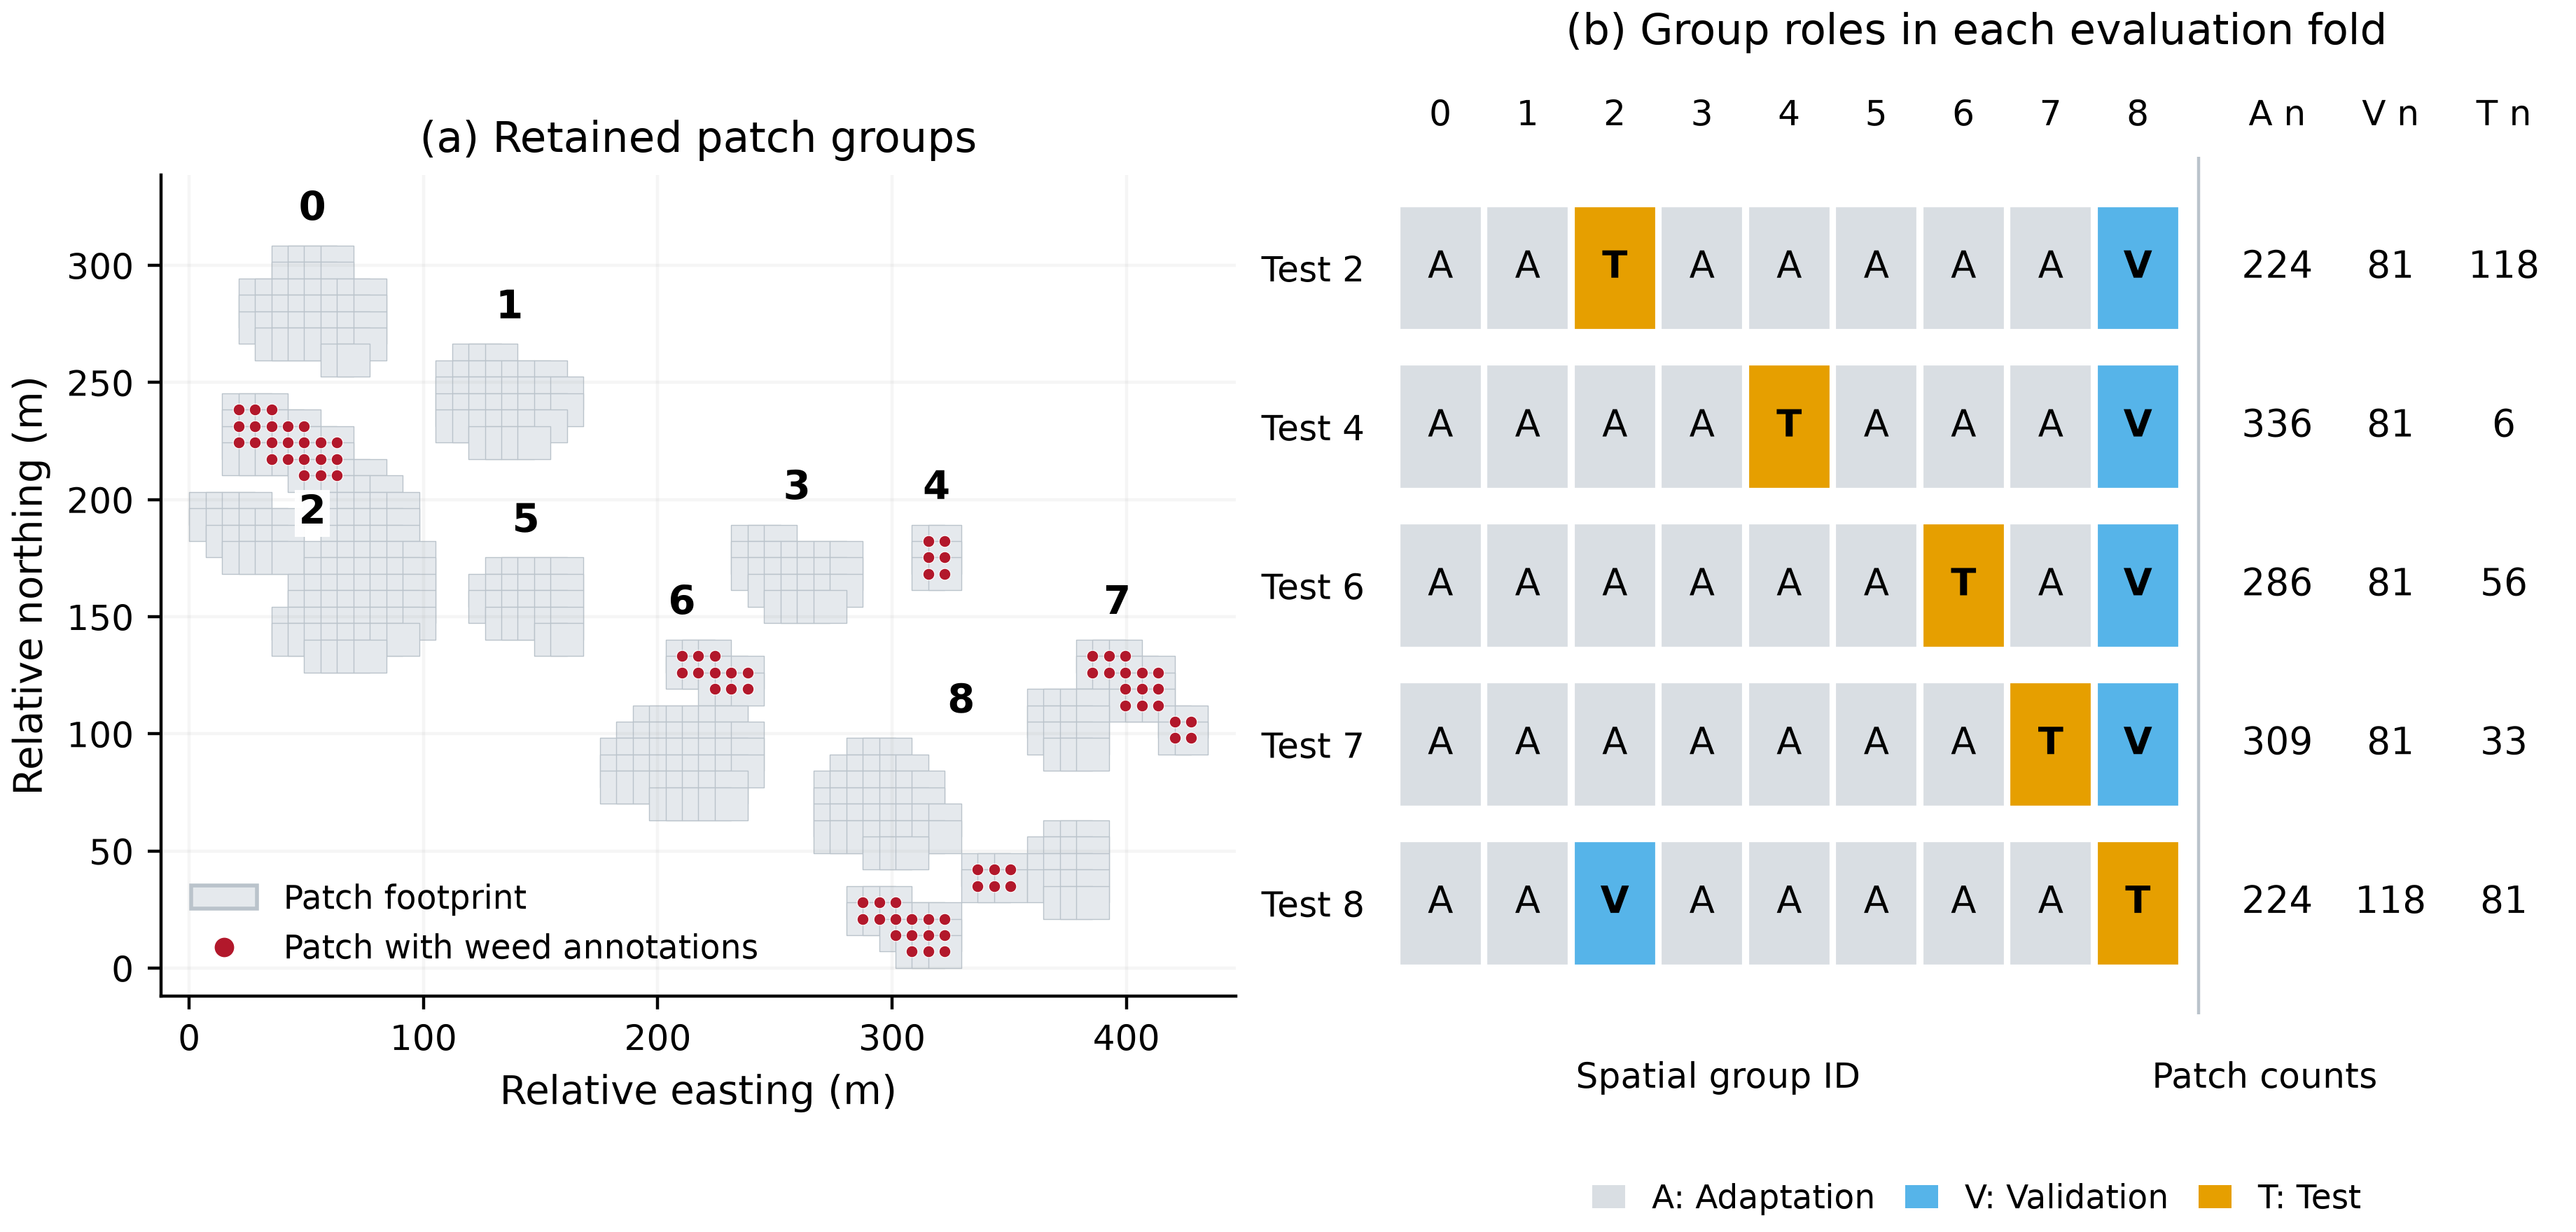 (a) Retained patch groups
0
1
2
3
4
5
6
7
8
300
250
200
150
100
50
0
Relative northing (m)
0 100 200 300 400
Relative easting (m)
Patch footprint
Patch with weed annotations
(b) Group roles in each evaluation fold
0 1 2 3 4 5 6 7 8 A n V n T n
Test 2 A A T A A A A A V 224 81 118
Test 4 A A A A T A A A V 336 81 6
Test 6 A A A A A A T A V 286 81 56
Test 7 A A A A A A A T V 309 81 33
Test 8 A A V A A A A A T 224 118 81
Spatial group ID Patch counts
A: Adaptation V: Validation T: Test